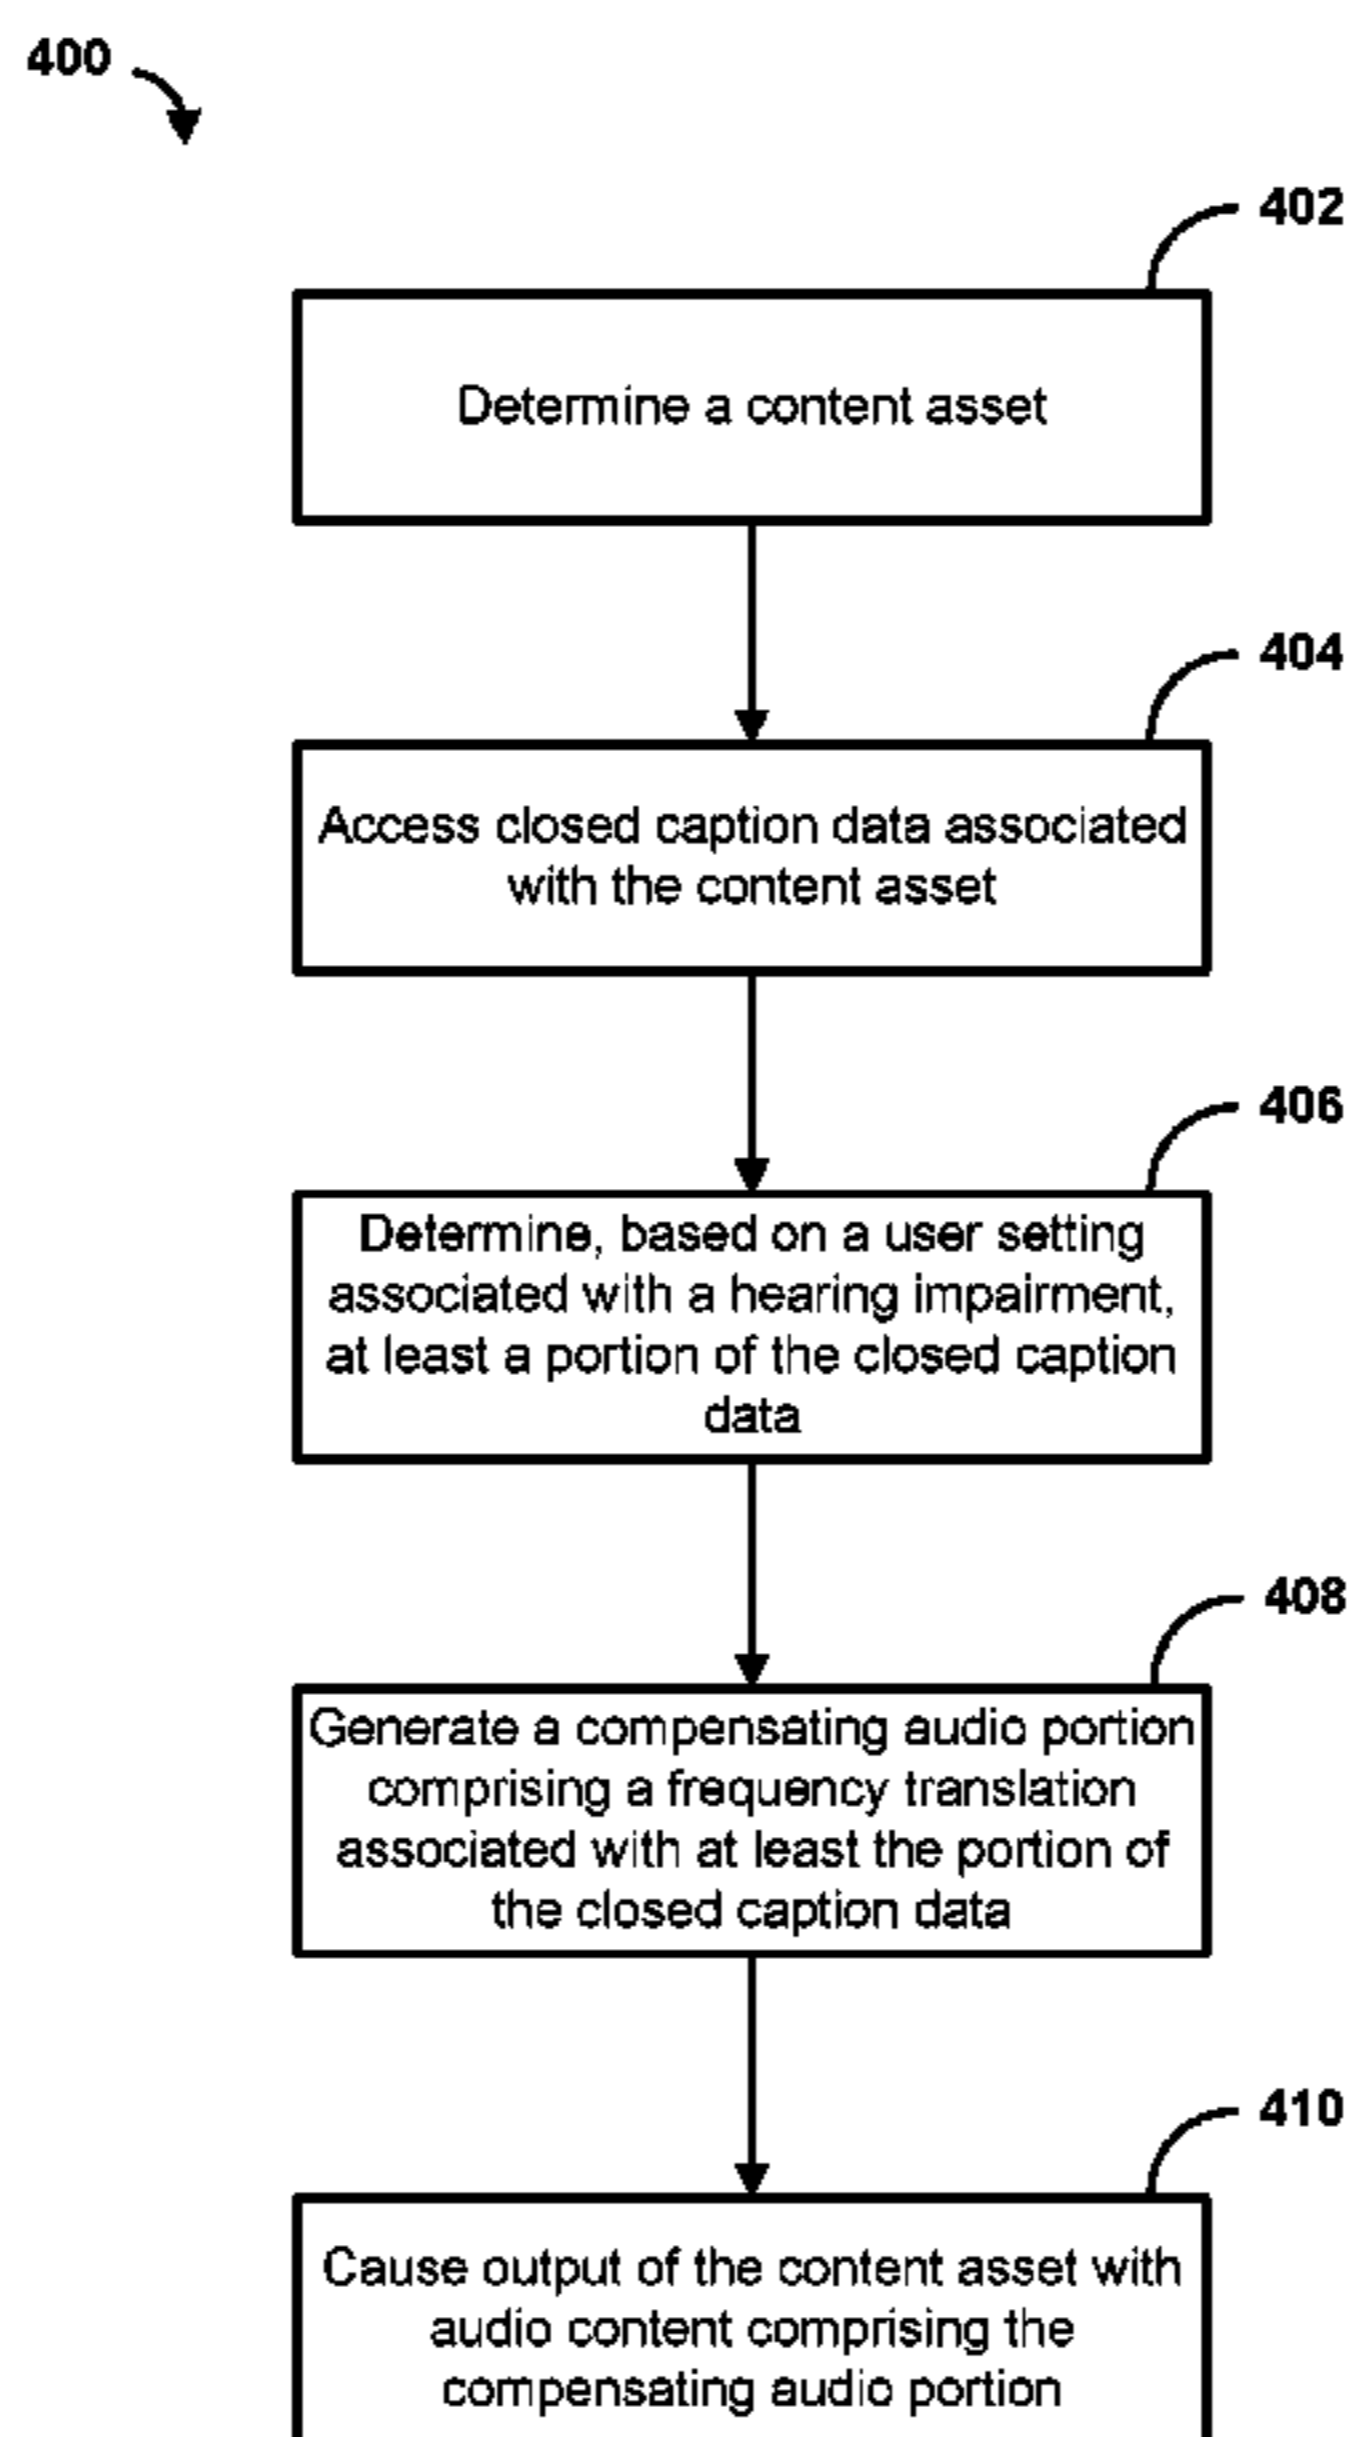 400
402
Determine a content asset
404
Access closed caption data associated
with the content asset
406
Determine, based on a user setting
associated with a hearing impairment,
at least a portion of the closed caption
data
408
Generate a compensating audio portion
comprising a frequency translation
associated with at least the portion of
the closed caption data
410
Cause output of the content asset with
audio content comprising the
compensating audio portion